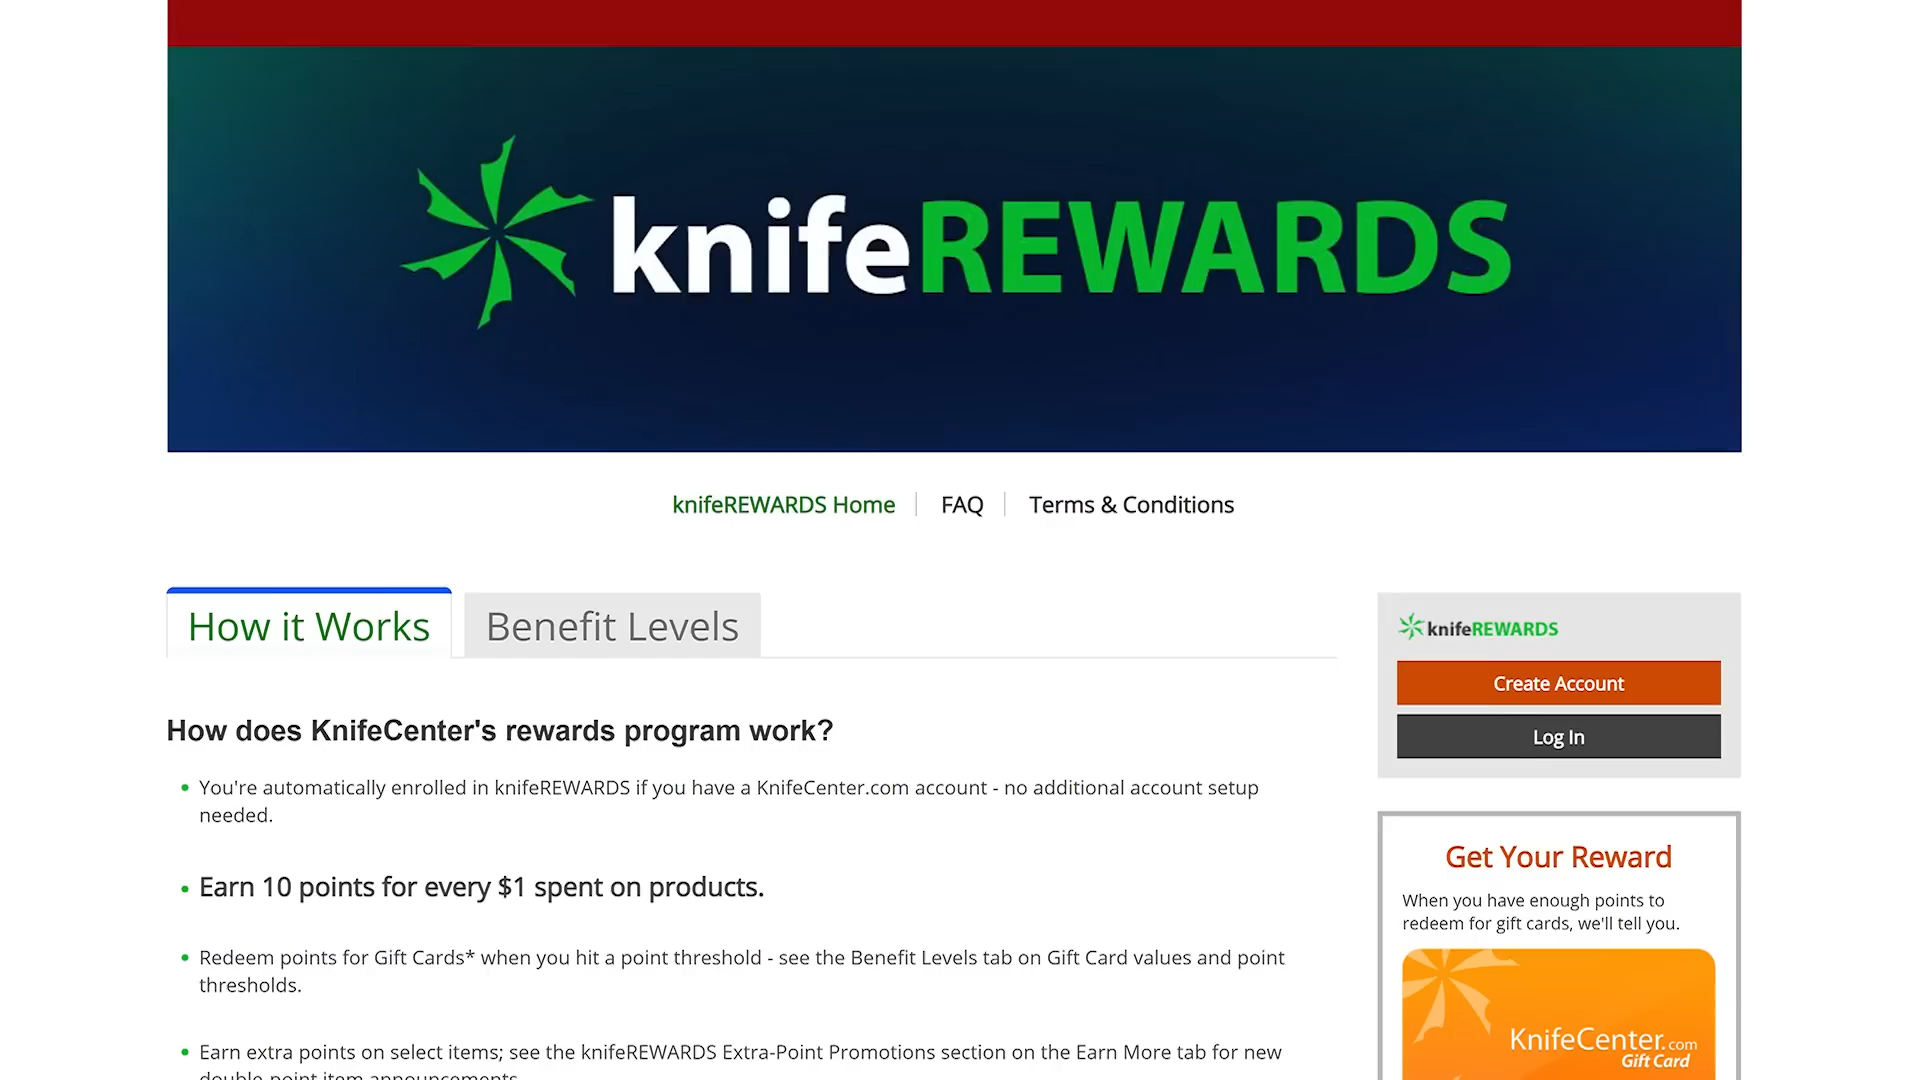 knifeREWARDS
knifeREWARDS Home
FAQ
Terms & Conditions
How it Works
Benefit Levels
How does KnifeCenter's rewards program work?
You're automatically enrolled in knifeREWARDS if you have a KnifeCenter.com account - no additional account setup
needed.
Earn 10 points for every $1 spent on products.
Redeem points for Gift Cards* when you hit a point threshold - see the Benefit Levels tab on Gift Card values and point
thresholds.
Earn extra points on select items; see the knifeREWARDS Extra-Point Promotions section on the Earn More tab for new
double-point item announcements.
knifeREWARDS
Create Account
Log In
Get Your Reward
When you have enough points to
redeem for gift cards, we'll tell you.
KnifeCenter.com
Gift Card